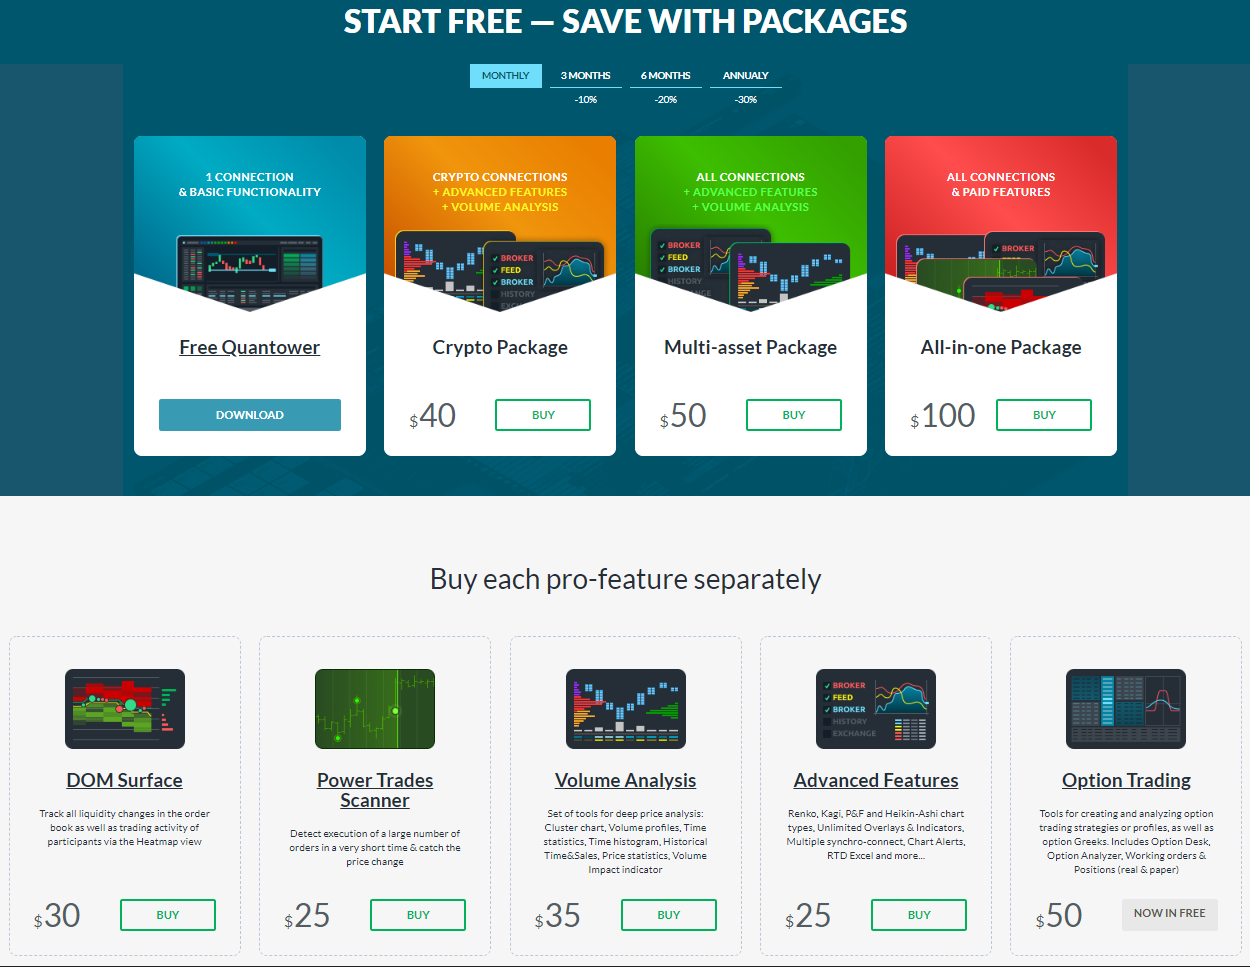 START FREE — SAVE WITH PACKAGES
MONTHLY
3 MONTHS
6 MONTHS
ANNUALY
-10%
-20%
-30%
1 CONNECTION
& BASIC FUNCTIONALITY
Free Quantower
DOWNLOAD
CRYPTO CONNECTIONS
+ ADVANCED FEATURES
+ VOLUME ANALYSIS
BROKER
FEED
BROKER
HISTORY
Crypto Package
$40
BUY
ALL CONNECTIONS
+ ADVANCED FEATURES
+ VOLUME ANALYSIS
BROKER
FEED
BROKER
HISTORY
Multi-asset Package
$50
BUY
ALL CONNECTIONS
& PAID FEATURES
BROKER
All-in-one Package
$100
BUY
Buy each pro-feature separately
DOM Surface
Track all liquidity changes in the order
book as well as trading activity of
participants via the Heatmap view
$30
BUY
Power Trades
Scanner
Detect execution of a large number of
orders in a very short time & catch the
price change
$25
BUY
Volume Analysis
Set of tools for deep price analysis:
Cluster chart, Volume profiles, Time
statistics, Time histogram, Historical
Time&Sales, Price statistics, Volume
Impact indicator
$35
BUY
BROKER
FEED
BROKER
HISTORY
EXCHANGE
Advanced Features
Renko, Kagi, P&F and Heikin-Ashi chart
types, Unlimited Overlays & Indicators,
Multiple synchro-connect, Chart Alerts,
RTD Excel and more...
$25
BUY
Option Trading
Tools for creating and analyzing option
trading strategies or profiles, as well as
option Greeks. Includes Option Desk,
Option Analyzer, Working orders &
Positions (real & paper)
$50
NOW IN FREE